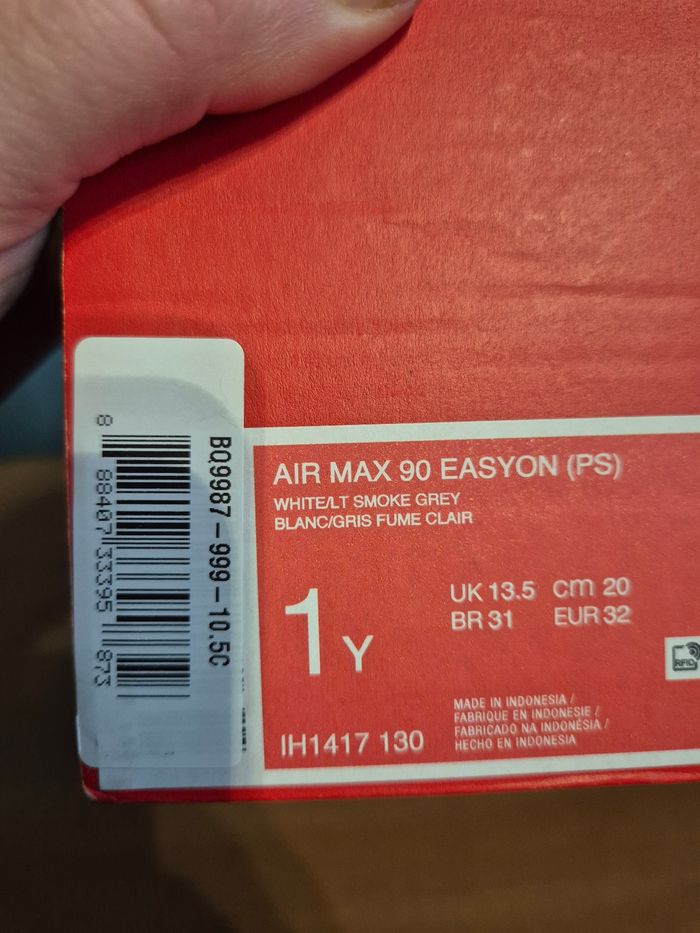 BQ9987-999-10.5C
8 88407 33395 873
AIR MAX 90 EASYON (PS)
WHITE/LT SMOKE GREY
BLANC/GRIS FUME CLAIR
1Y
UK 13.5 cm 20
BR 31 EUR 32
RFID
IH1417 130
MADE IN INDONESIA /
FABRIQUE EN INDONESIE /
FABRICADO NA INDONÉSIA /
HECHO EN INDONESIA